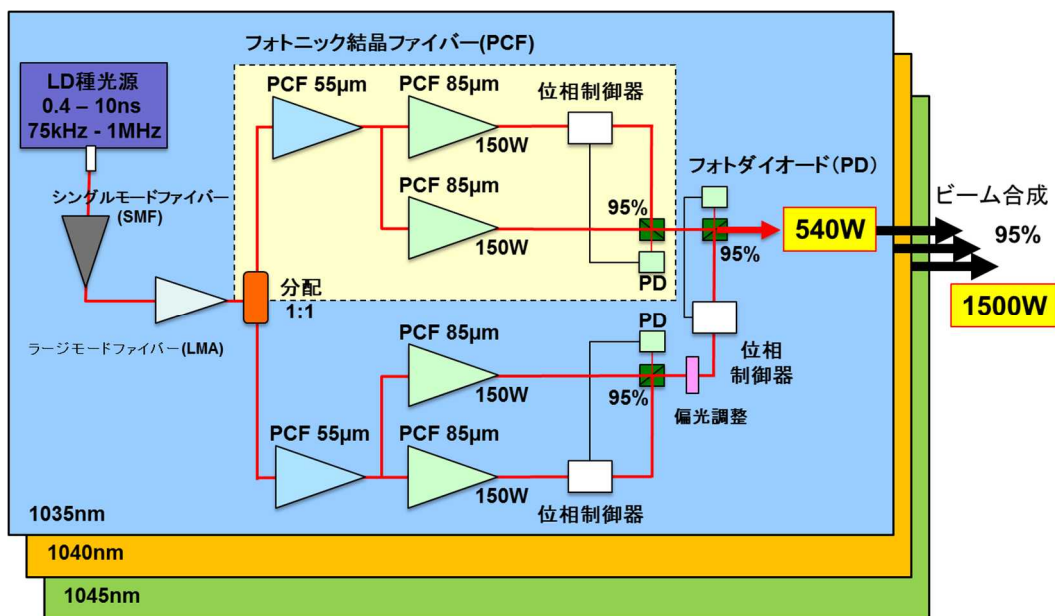 フォトニック結晶ファイバー(PCF)
LD種光源
0.4 – 10ns
75kHz - 1MHz
PCF 55µm
PCF 85µm
150W
位相制御器
シングルモードファイバー
(SMF)
PCF 85µm
150W
95%
PD
フォトダイオード（PD）
95%
540W
ビーム合成
95%
1500W
分配
1:1
ラージモードファイバー(LMA)
PCF 85µm
150W
PD
95%
偏光調整
位相
制御器
PCF 55µm
PCF 85µm
150W
位相制御器
1035nm
1040nm
1045nm